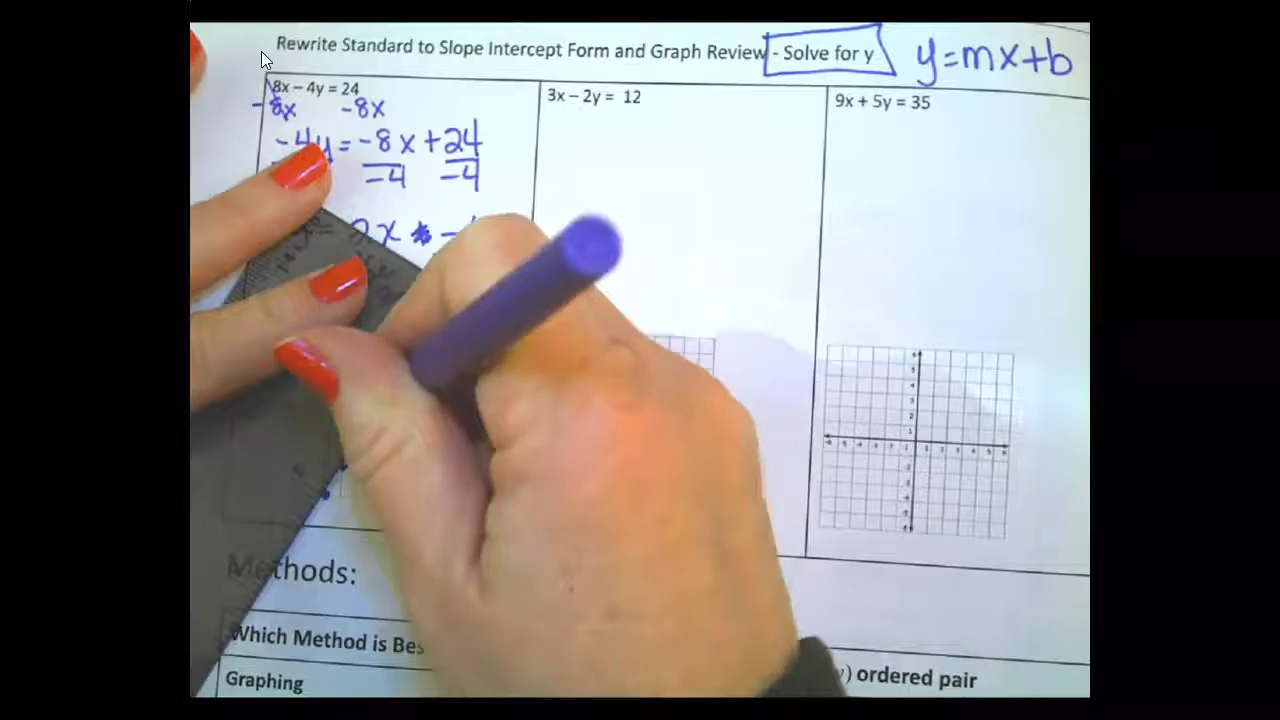 Rewrite Standard to Slope Intercept Form and Graph Review - Solve for y
y=mx+b
8x – 4y = 24
-8x -8x
-4y = -8x + 24
-4 -4
3x – 2y = 12
9x + 5y = 35
Methods:
Which Method is
Graphing
ordered pair